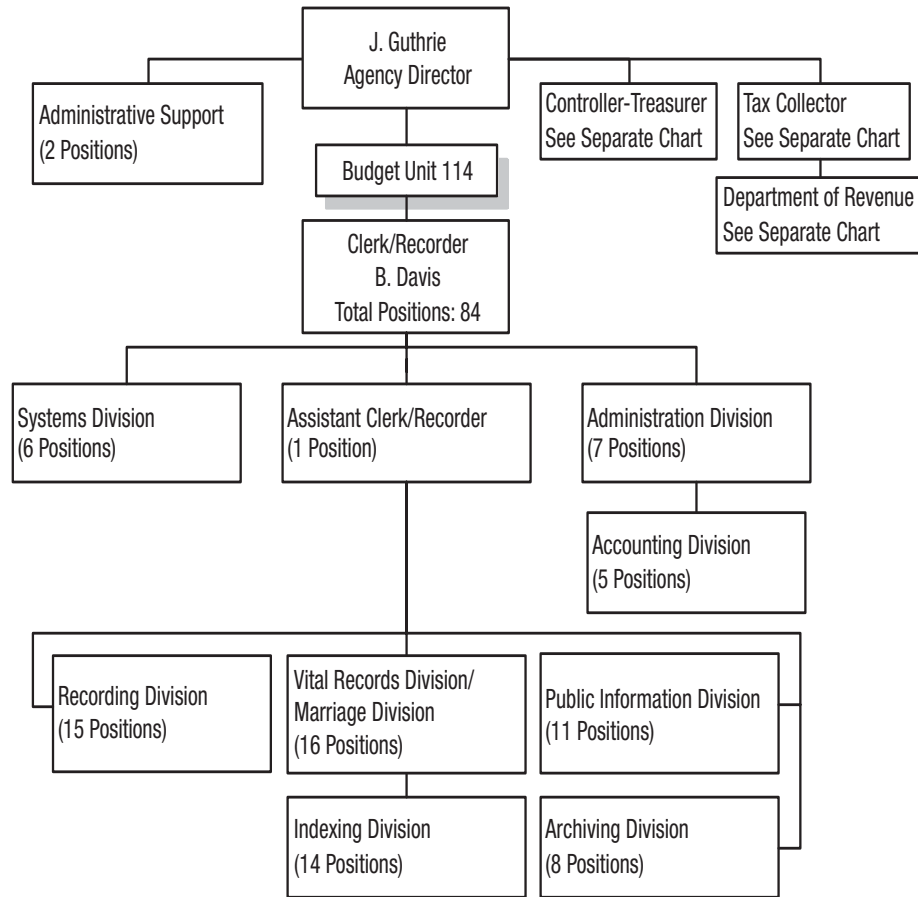 J. Guthrie
Agency Director
Administrative Support
(2 Positions)
Controller-Treasurer
See Separate Chart
Tax Collector
See Separate Chart
Budget Unit 114
Department of Revenue
See Separate Chart
Clerk/Recorder
B. Davis
Total Positions: 84
Systems Division
(6 Positions)
Assistant Clerk/Recorder
(1 Position)
Administration Division
(7 Positions)
Accounting Division
(5 Positions)
Recording Division
(15 Positions)
Vital Records Division/
Marriage Division
(16 Positions)
Public Information Division
(11 Positions)
Indexing Division
(14 Positions)
Archiving Division
(8 Positions)